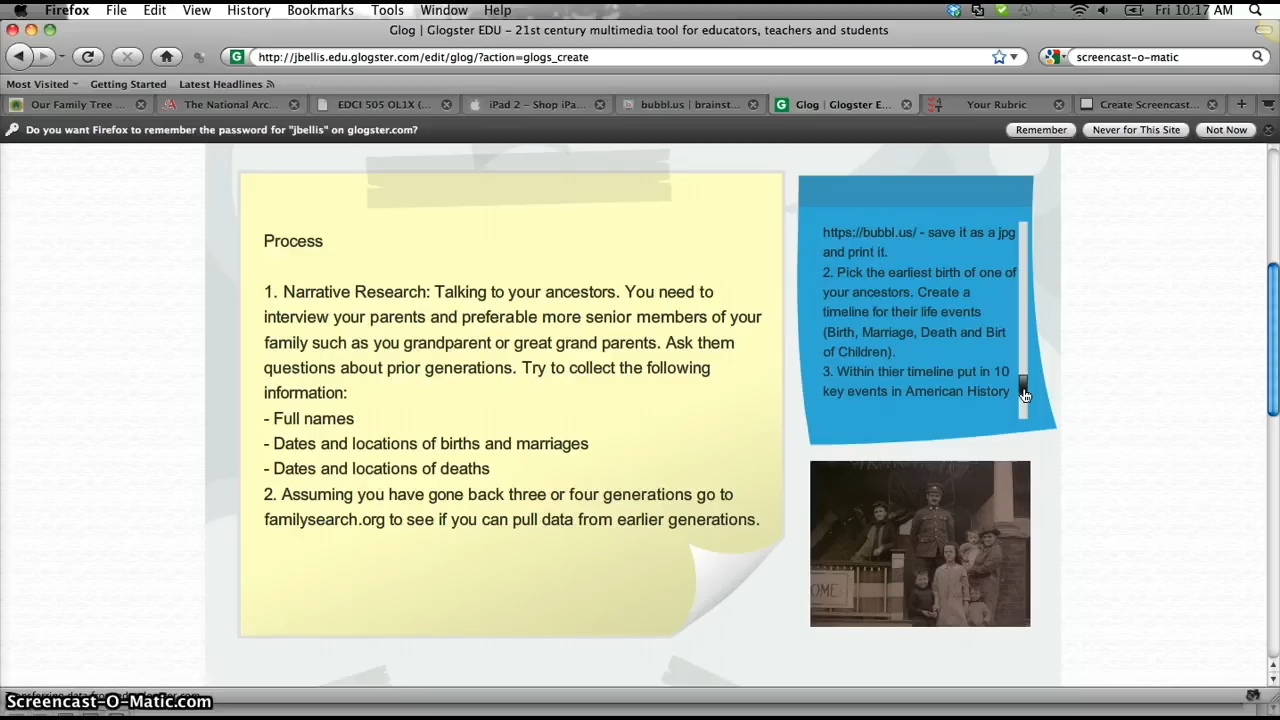 Firefox File Edit View History Bookmarks Tools Window Help Fri 10:17 AM
Glog | Glogster EDU - 21st century multimedia tool for educators, teachers and students
http://jbellis.edu.glogster.com/edit/glog/?action=glogs_create screencast-o-matic
Most Visited Getting Started Latest Headlines
Our Family Tree ... The National Arc... EDCI 505 OL1X (... iPad 2 – Shop iPa... bubbl.us | brainst... Glog | Glogster E... Your Rubric Create Screencast...
Do you want Firefox to remember the password for "jbellis" on glogster.com? Remember Never for This Site Not Now
Process
1. Narrative Research: Talking to your ancestors. You need to
interview your parents and preferable more senior members of your
family such as you grandparent or great grand parents. Ask them
questions about prior generations. Try to collect the following
information:
- Full names
- Dates and locations of births and marriages
- Dates and locations of deaths
2. Assuming you have gone back three or four generations go to
familysearch.org to see if you can pull data from earlier generations.
https://bubbl.us/ - save it as a jpg
and print it.
2. Pick the earliest birth of one of
your ancestors. Create a
timeline for their life events
(Birth, Marriage, Death and Birt
of Children).
3. Within thier timeline put in 10
key events in American History
OME
Screencast-O-Matic.com